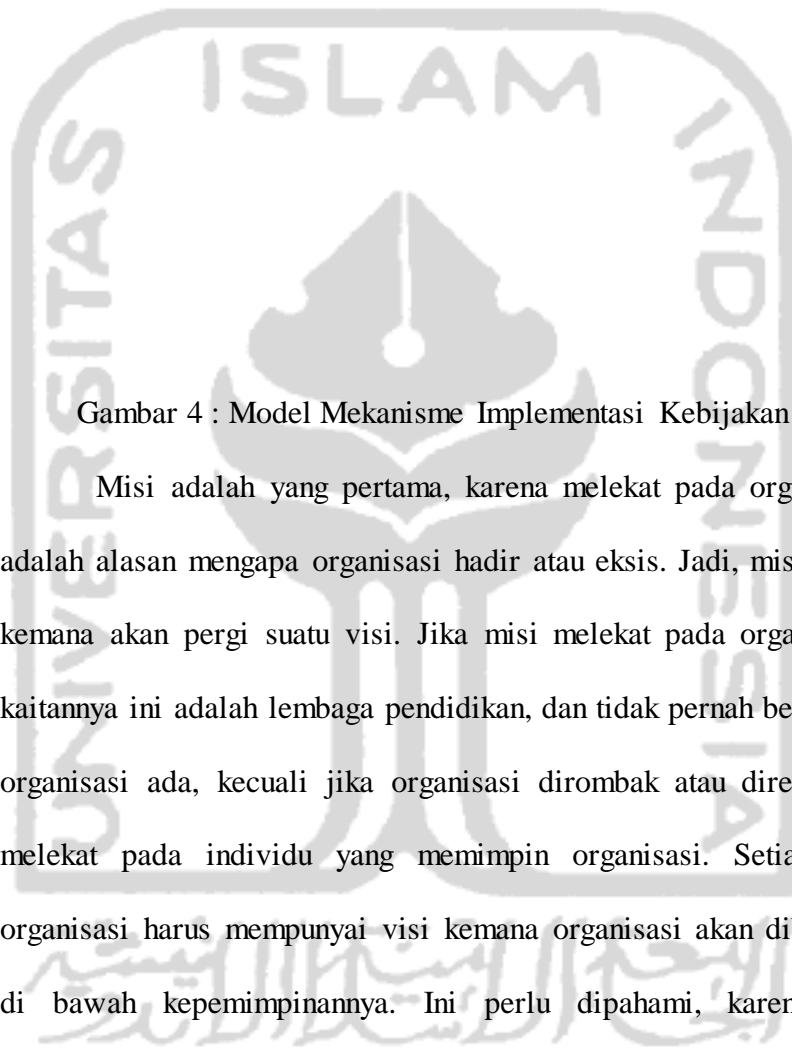 ISLAM
UNIVERSITAS
INDONESIA
Gambar 4 : Model Mekanisme Implementasi Kebijakan
Misi adalah yang pertama, karena melekat pada org
adalah alasan mengapa organisasi hadir atau eksis. Jadi, mis
kemana akan pergi suatu visi. Jika misi melekat pada orga
kaitannya ini adalah lembaga pendidikan, dan tidak pernah be
organisasi ada, kecuali jika organisasi dirombak atau dire
melekat pada individu yang memimpin organisasi. Setia
organisasi harus mempunyai visi kemana organisasi akan di
di bawah kepemimpinannya. Ini perlu dipahami, karen